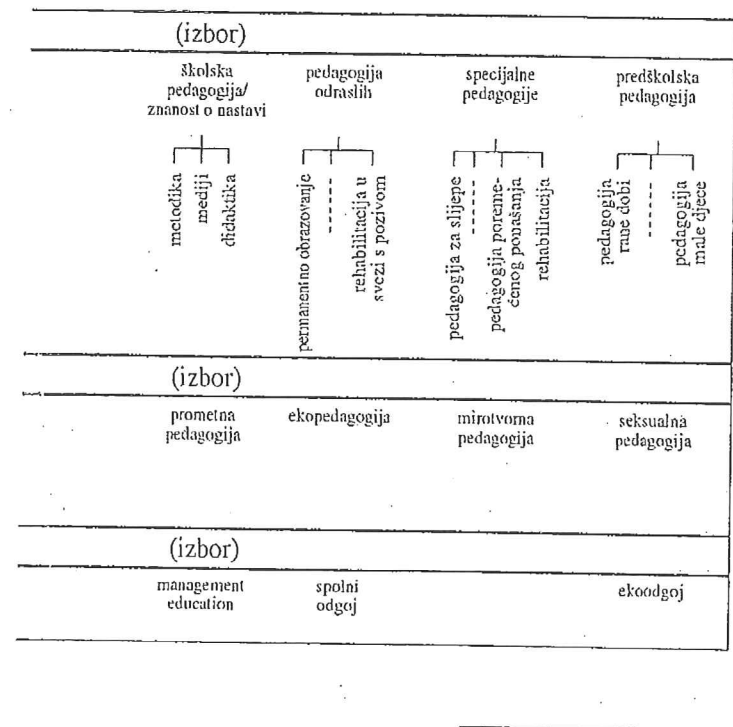 (izbor)
školska
pedagogija/
znanost o nastavi
pedagogija
odraslih
specijalne
pedagogije
predškolska
pedagogija
metodika
mediji
didaktika
permanentno obrazovanje
rehabilitacija u
svezi s pozivom
pedagogija za slijepe
pedagogija poreme-
ćenog ponašanja
rehabilitacija
pedagogija
rane dobi
pedagogija
male djece
(izbor)
prometna
pedagogija
ekopedagogija
mirotvorna
pedagogija
seksualna
pedagogija
(izbor)
management
education
spolni
odgoj
ekoodgoj